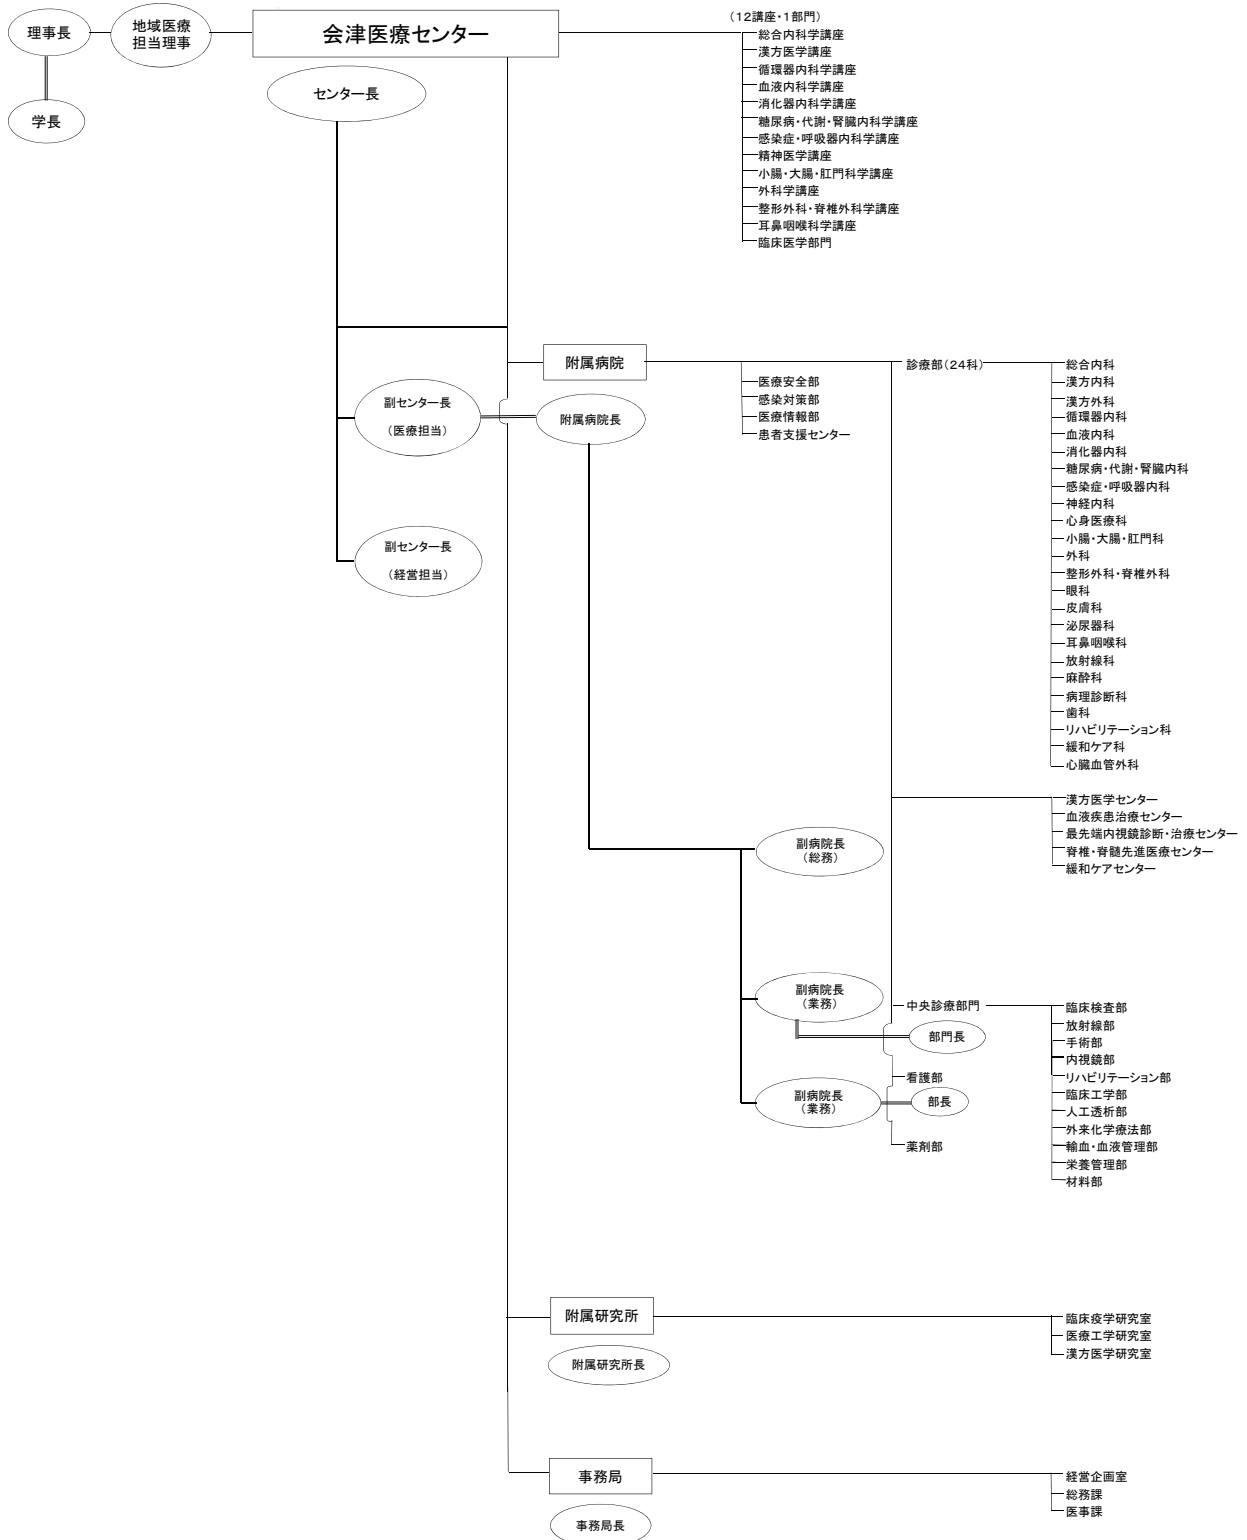 理事長
地域医療
担当理事
学長
会津医療センター
センター長
(12講座・1部門)
総合内科学講座
漢方医学講座
循環器内科学講座
血液内科学講座
消化器内科学講座
糖尿病・代謝・腎臓内科学講座
感染症・呼吸器内科学講座
精神医学講座
小腸・大腸・肛門科学講座
外科学講座
整形外科・脊椎外科学講座
耳鼻咽喉科学講座
臨床医学部門
副センター長
(医療担当)
副センター長
(経営担当)
附属病院
附属病院長
医療安全部
感染対策部
医療情報部
患者支援センター
診療部(24科)
総合内科
漢方内科
漢方外科
循環器内科
血液内科
消化器内科
糖尿病・代謝・腎臓内科
感染症・呼吸器内科
神経内科
心身医療科
小腸・大腸・肛門科
外科
整形外科・脊椎外科
眼科
皮膚科
泌尿器科
耳鼻咽喉科
放射線科
麻酔科
病理診断科
歯科
リハビリテーション科
緩和ケア科
心臓血管外科
漢方医学センター
血液疾患治療センター
最先端内視鏡診断・治療センター
脊椎・脊髄先進医療センター
緩和ケアセンター
副病院長
(総務)
副病院長
(業務)
部門長
副病院長
(業務)
部長
中央診療部門
臨床検査部
放射線部
手術部
内視鏡部
リハビリテーション部
臨床工学部
人工透析部
外来化学療法部
輸血・血液管理部
栄養管理部
材料部
看護部
薬剤部
附属研究所
附属研究所長
臨床疫学研究室
医療工学研究室
漢方医学研究室
事務局
事務局長
経営企画室
総務課
医事課